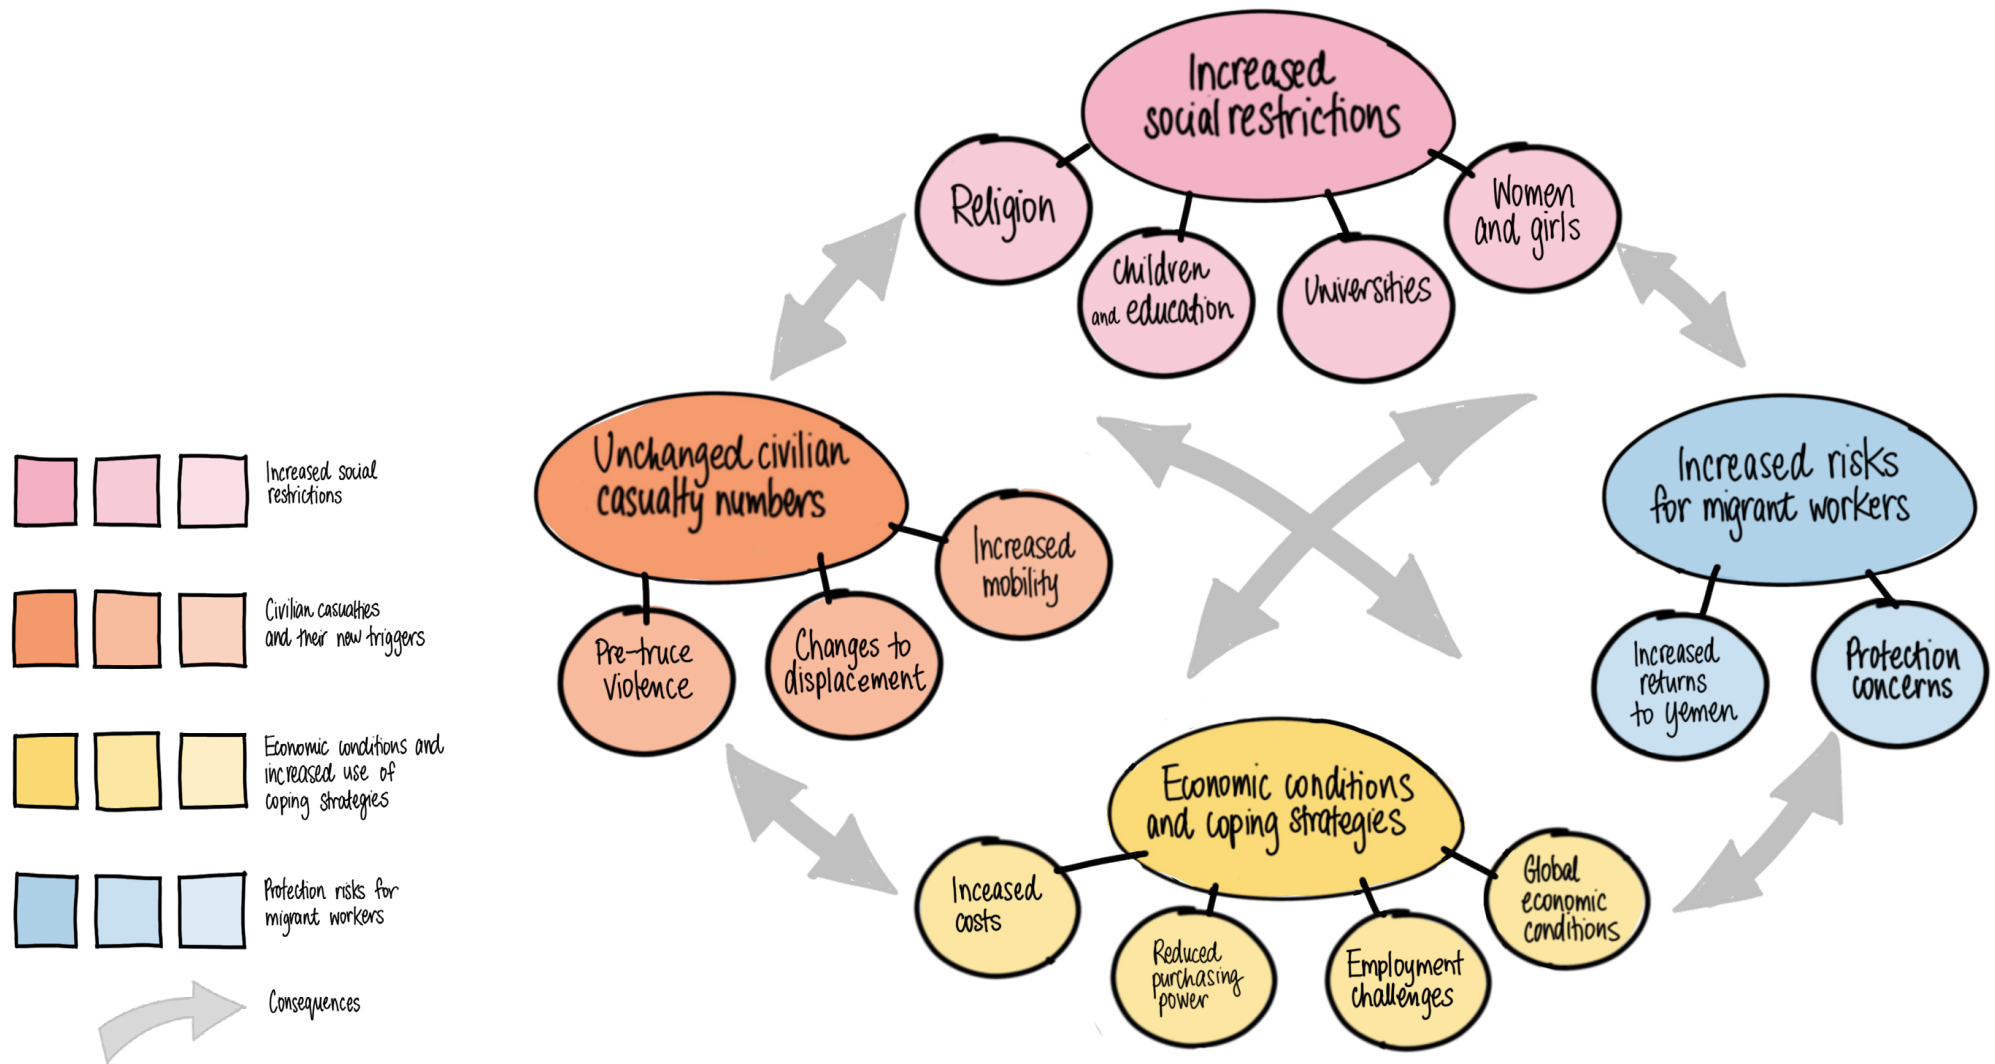 Increased
social restrictions
Religion
Children
and education
Universities
Women
and girls
Unchanged civilian
casualty numbers
Pre-truce
violence
Changes to
displacement
Increased
mobility
Increased risks
for migrant workers
Increased
returns
to Yemen
Protection
concerns
Economic conditions
and coping strategies
Inceased
costs
Reduced
purchasing
power
Employment
challenges
Global
economic
conditions
Increased social
restrictions
Civilian casualties
and their new triggers
Economic conditions and
increased use of
coping strategies
Protection risks for
migrant workers
Consequences